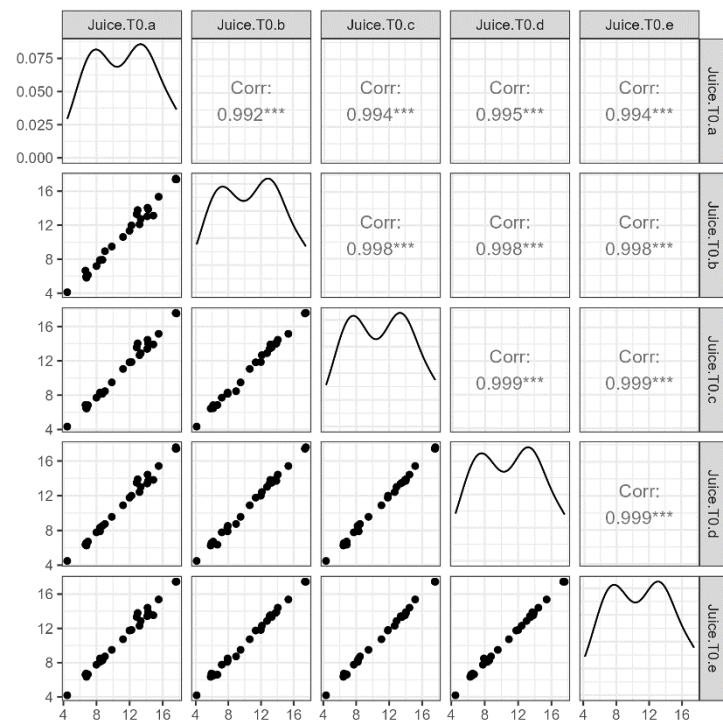 Juice.T0.a Juice.T0.b Juice.T0.c Juice.T0.d Juice.T0.e
0.075
0.050
0.025
0.000
Corr:
0.992***
Corr:
0.994***
Corr:
0.995***
Corr:
0.994***
Juice.T0.a
16
12
8
4
Corr:
0.998***
Corr:
0.998***
Corr:
0.998***
Juice.T0.b
16
12
8
4
Corr:
0.999***
Corr:
0.999***
Juice.T0.c
16
12
8
4
Corr:
0.999***
Juice.T0.d
16
12
8
4
Juice.T0.e
4 8 12 16 4 8 12 16 4 8 12 16 4 8 12 16 4 8 12 16